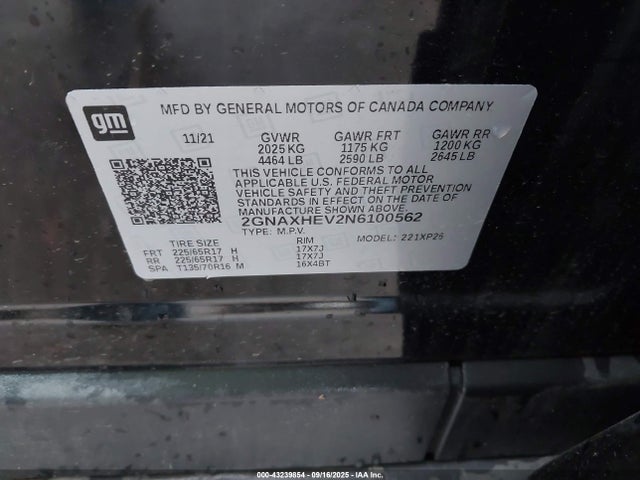 gm
MFD BY GENERAL MOTORS OF CANADA COMPANY
11/21 GVWR GAWR FRT GAWR RR
2025 KG 1175 KG 1200 KG
4464 LB 2590 LB 2645 LB
THIS VEHICLE CONFORMS TO ALL
APPLICABLE U.S. FEDERAL MOTOR
VEHICLE SAFETY AND THEFT PREVENTION
STANDARDS IN EFFECT ON THE DATE OF
MANUFACTURE SHOWN ABOVE.
2GNAXHEV2N6100562
TYPE: M.P.V.
TIRE SIZE RIM MODEL: 221XP26
FRT 225/65R17 H 17X7J
RR 225/65R17 H 17X7J
SPA T135/70R16 M 16X4BT
000-43239854 - 09/16/2025 - IAAI.COM